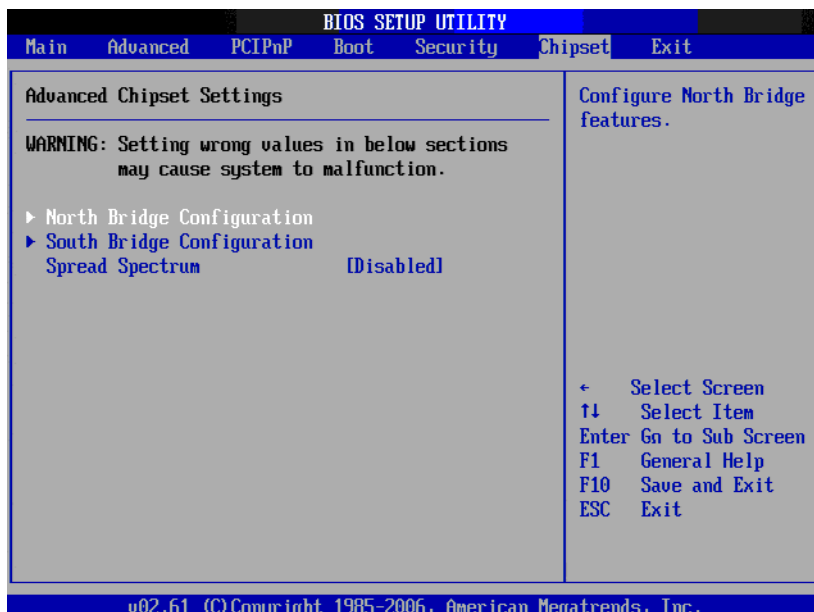 BIOS SETUP UTILITY
Main Advanced PCIPnP Boot Security Chipset Exit
Advanced Chipset Settings
WARNING: Setting wrong values in below sections
may cause system to malfunction.
▶ North Bridge Configuration
▶ South Bridge Configuration
Spread Spectrum [Disabled]
Configure North Bridge
features.
← Select Screen
↑↓ Select Item
Enter Go to Sub Screen
F1 General Help
F10 Save and Exit
ESC Exit
v02.61 (C)Copyright 1985-2006, American Megatrends, Inc.